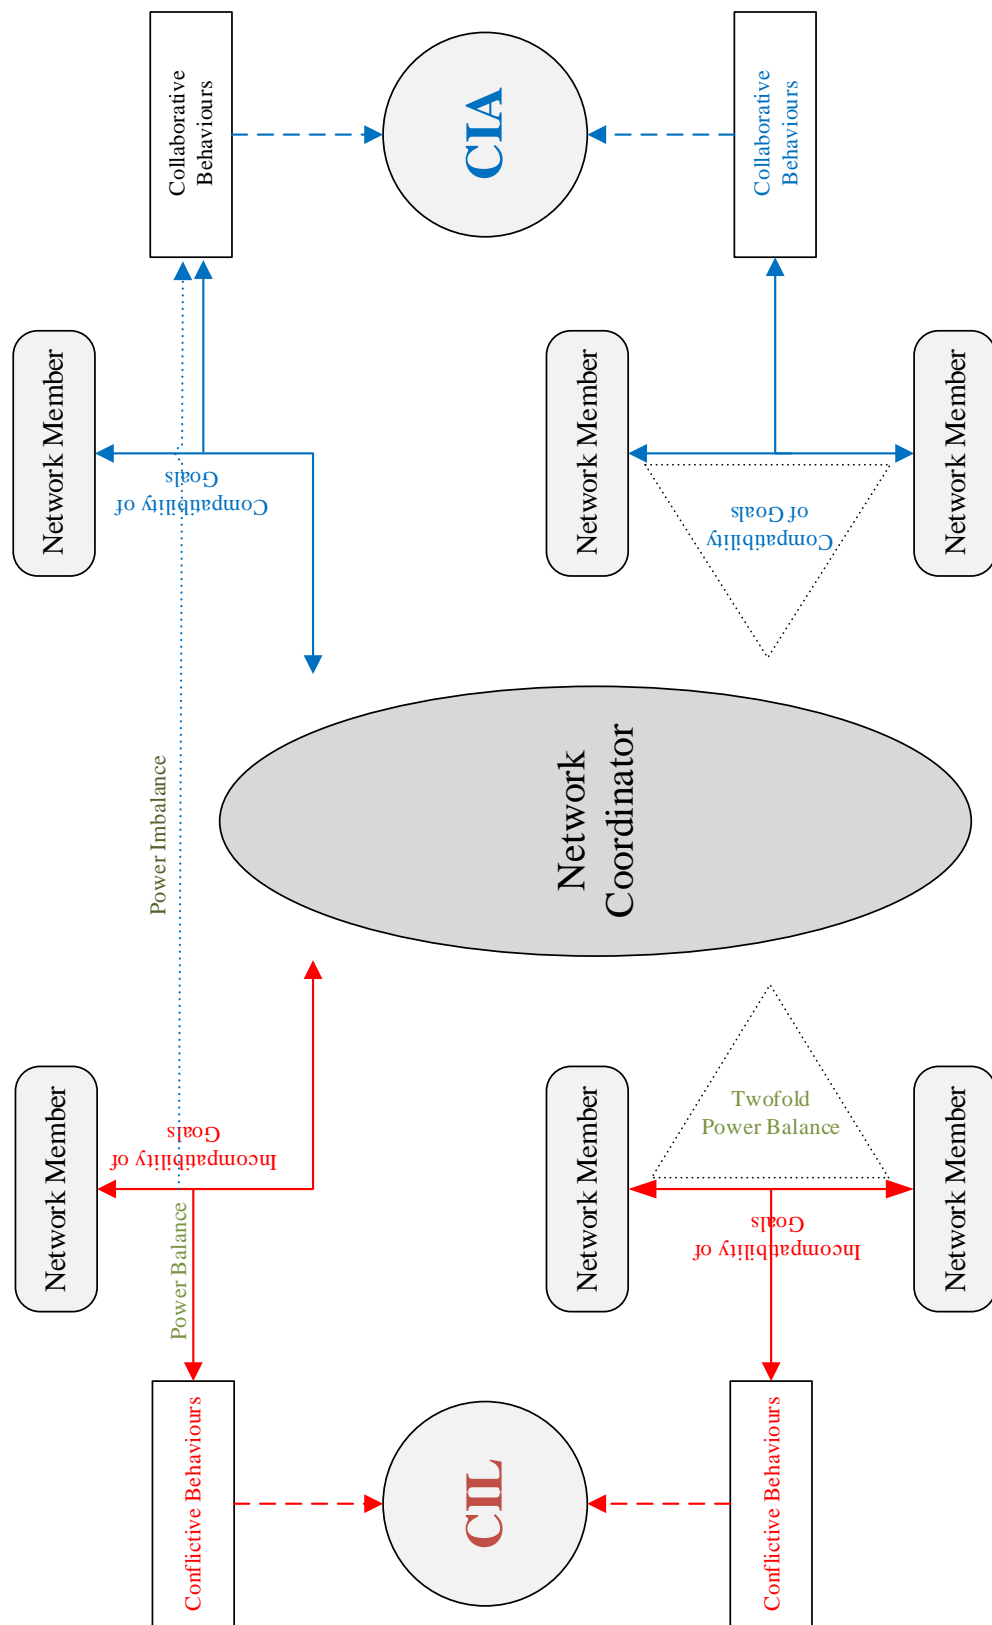 Network Member
Network Member
Conflictive Behaviours
Power Balance
Incompatibility of
Goals
Power Imbalance
Compatibility of
Goals
Collaborative
Behaviours
CIL
Network
Coordinator
CIA
Network Member
Network Member
Conflictive Behaviours
Incompatibility of
Goals
Twofold
Power Balance
Compatibility
of Goals
Collaborative
Behaviours
Network Member
Network Member